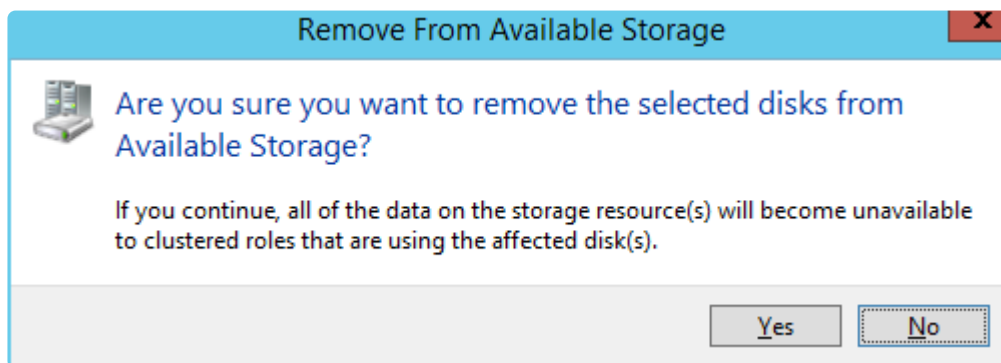 Remove From Available Storage
x
Are you sure you want to remove the selected disks from
Available Storage?
If you continue, all of the data on the storage resource(s) will become unavailable
to clustered roles that are using the affected disk(s).
Yes No